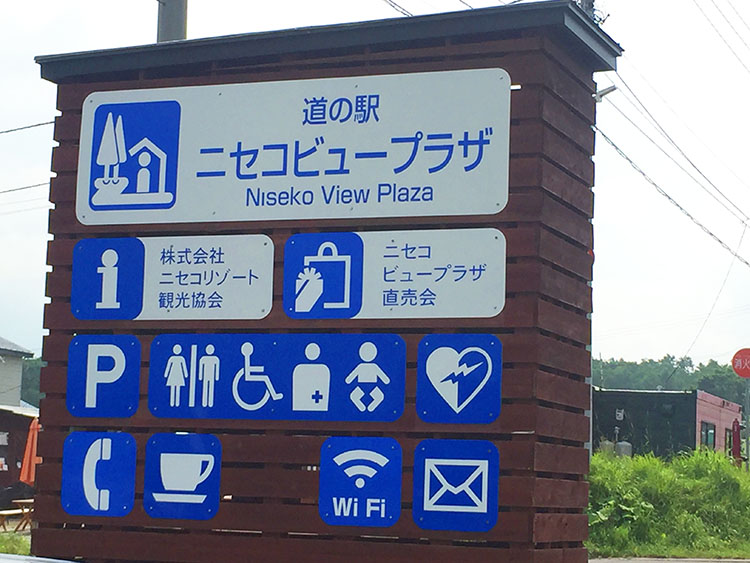 道の駅
ニセコビュープラザ
Niseko View Plaza
株式会社
ニセコリゾート
観光協会
ニセコ
ビュープラザ
直売会
P
Wi Fi
消火